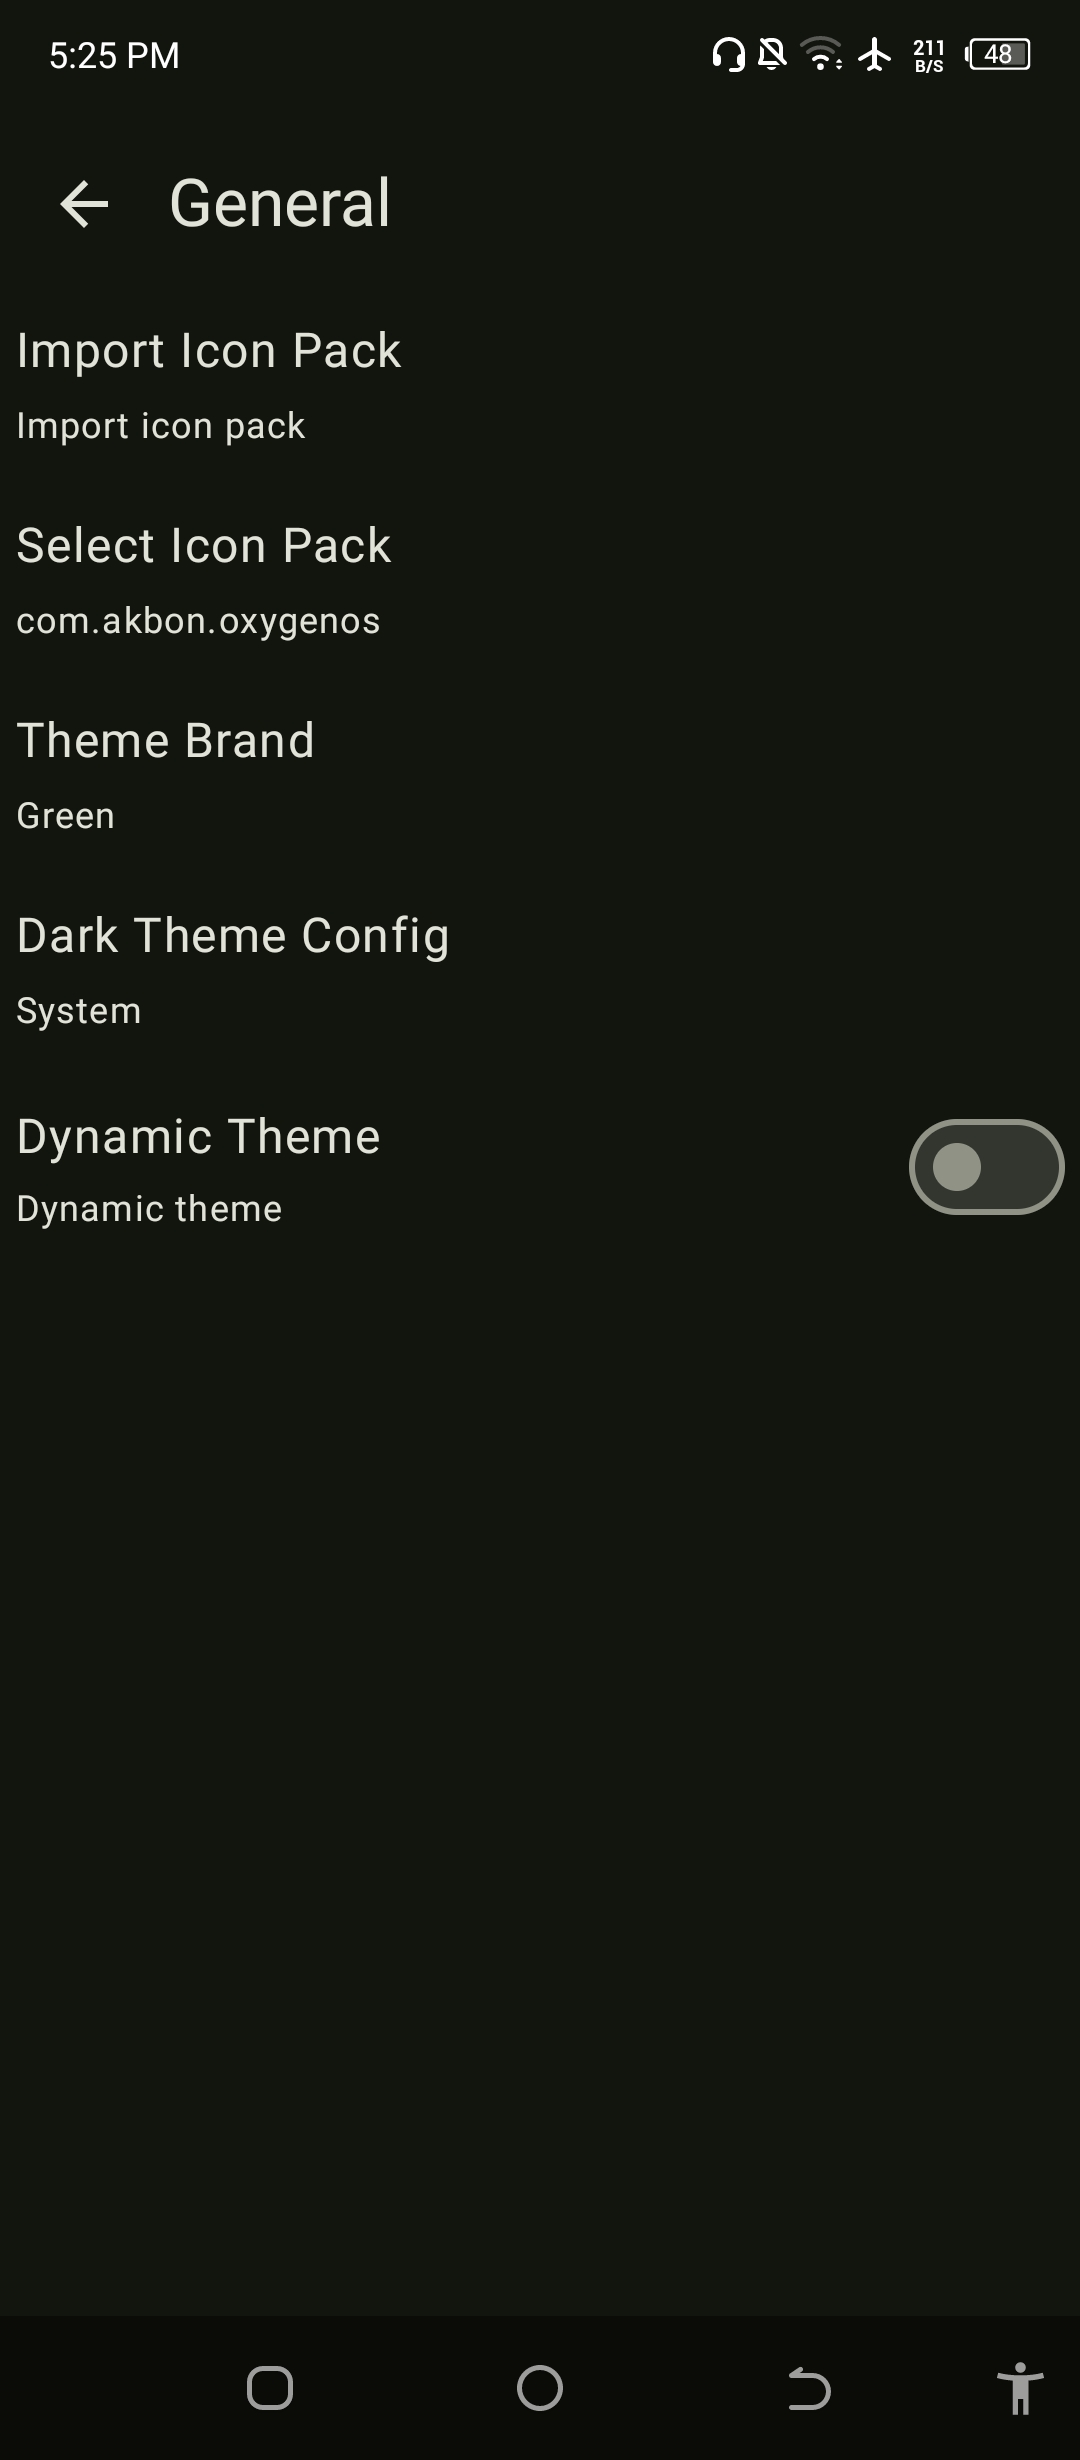 5:25 PM
211
B/S
48
General
Import Icon Pack
Import icon pack
Select Icon Pack
com.akbon.oxygenos
Theme Brand
Green
Dark Theme Config
System
Dynamic Theme
Dynamic theme